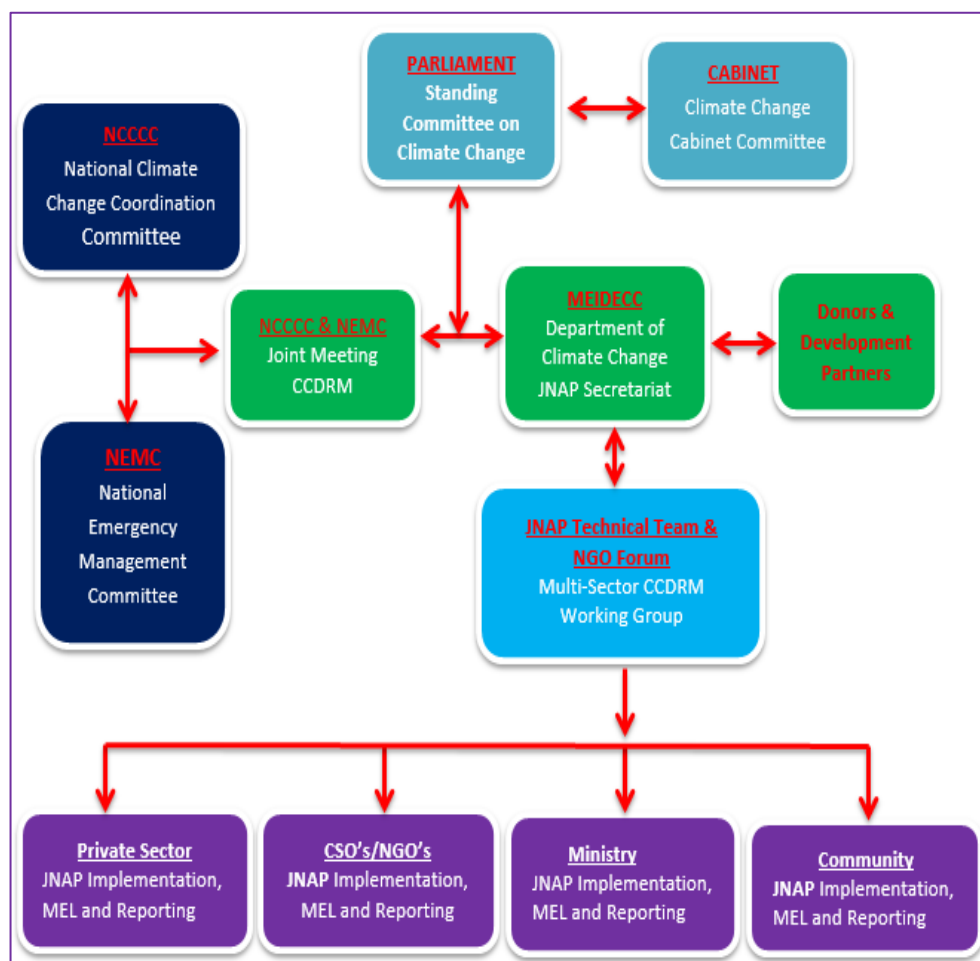 PARLIAMENT
Standing
Committee on
Climate Change
CABINET
Climate Change
Cabinet Committee
NCCCC
National Climate
Change Coordination
Committee
NCCCC & NEMC
Joint Meeting
CCDRM
MEIDECC
Department of
Climate Change
JNAP Secretariat
Donors &
Development
Partners
NEMC
National
Emergency
Management
Committee
JNAP Technical Team &
NGO Forum
Multi-Sector CCDRM
Working Group
Private Sector
JNAP Implementation,
MEL and Reporting
CSO's/NGO's
JNAP Implementation,
MEL and Reporting
Ministry
JNAP Implementation,
MEL and Reporting
Community
JNAP Implementation,
MEL and Reporting